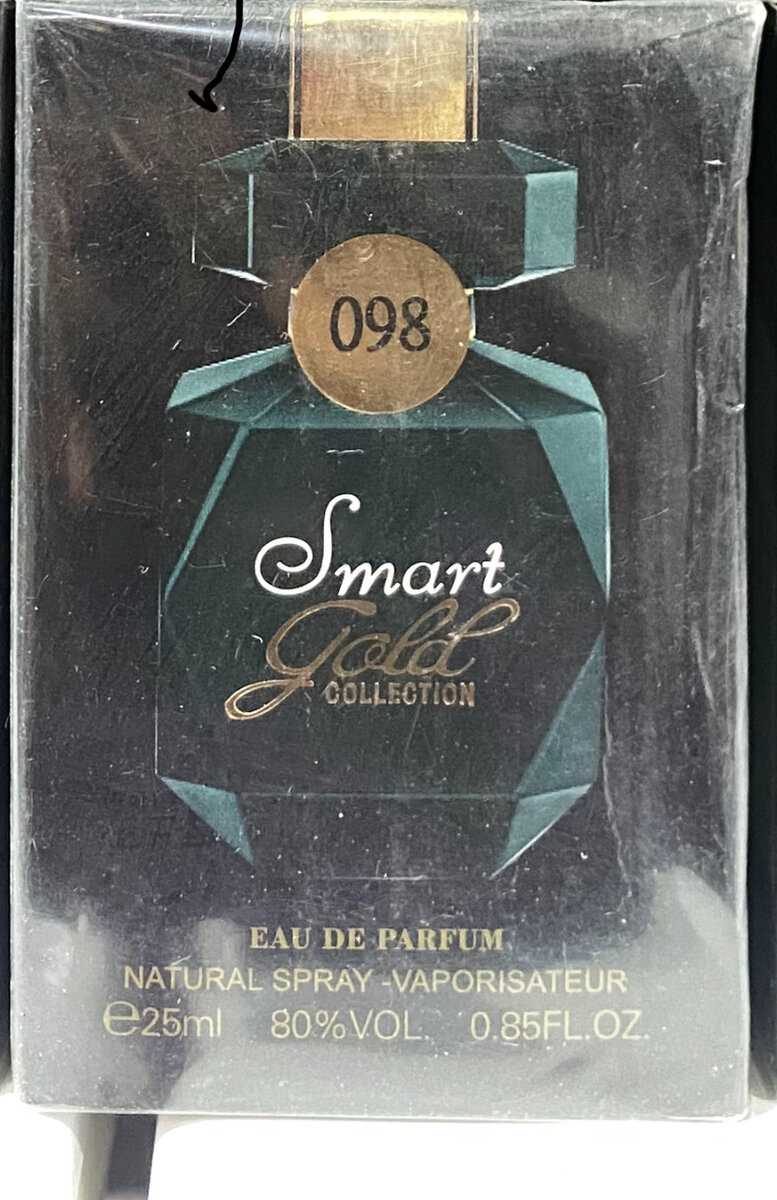 098
Smart
Gold
COLLECTION
EAU DE PARFUM
NATURAL SPRAY -VAPORISATEUR
℮25ml 80%VOL. 0.85FL.OZ.